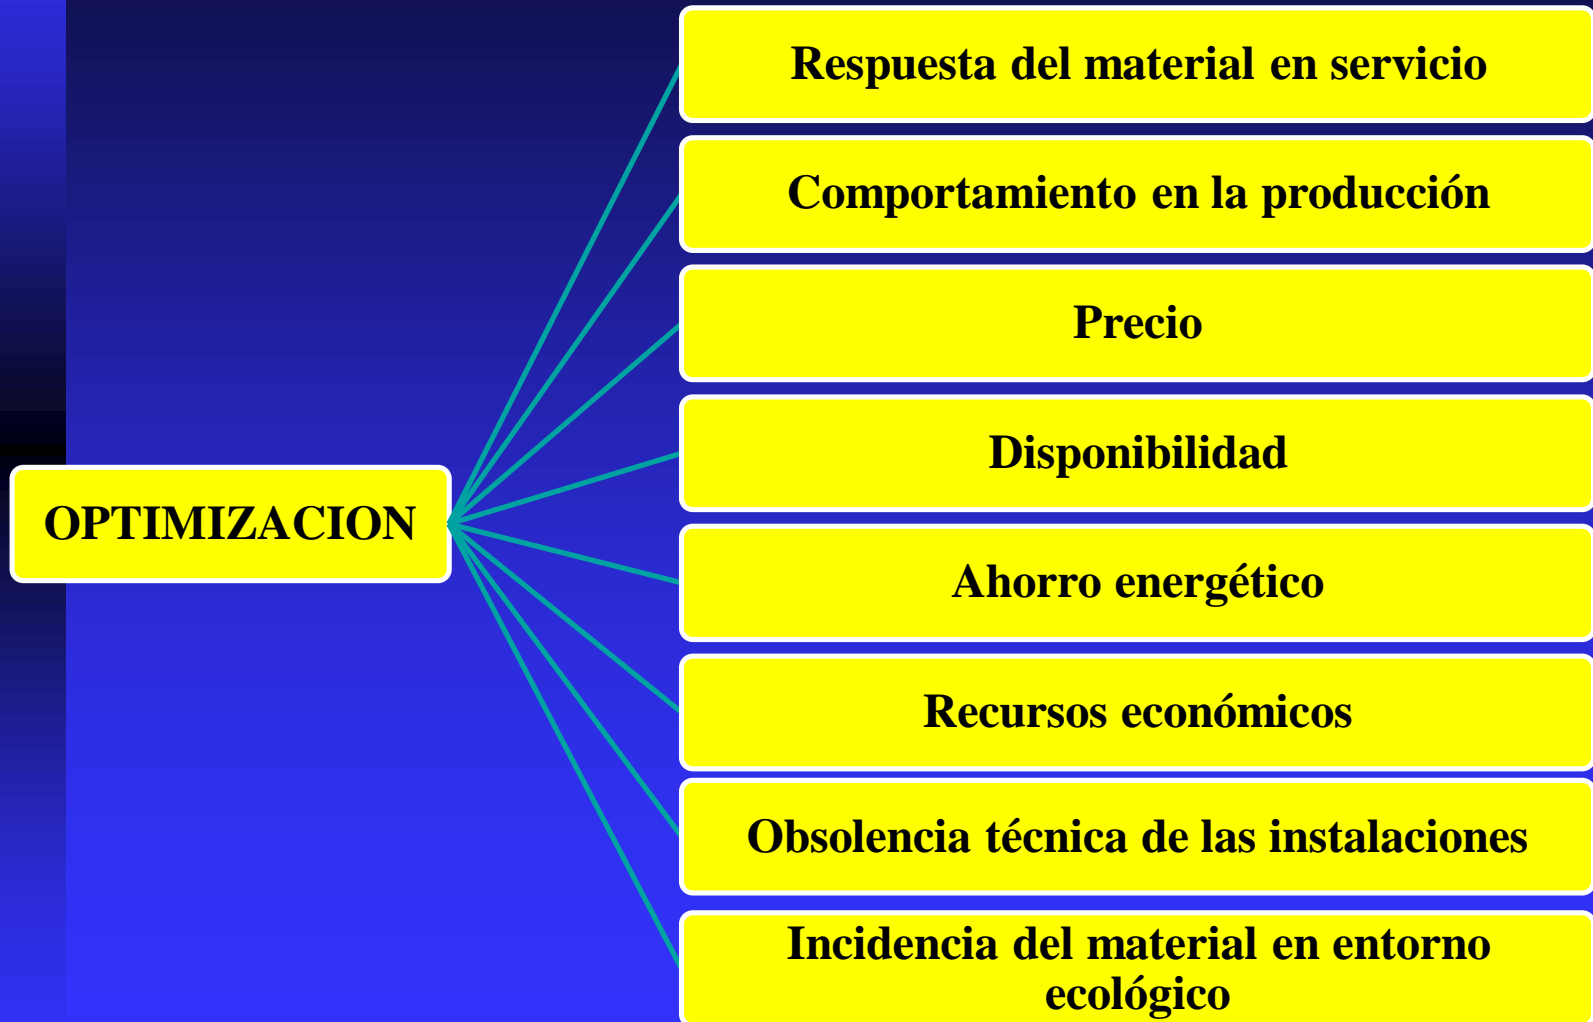 Respuesta del material en servicio
Comportamiento en la producción
Precio
Disponibilidad
OPTIMIZACION
Ahorro energético
Recursos económicos
Obsolencia técnica de las instalaciones
Incidencia del material en entorno
ecológico